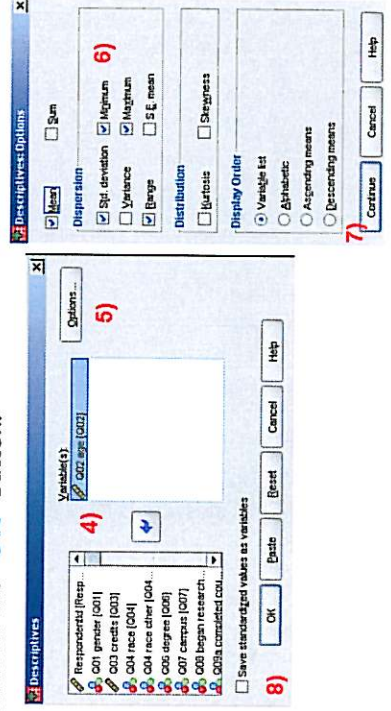 Descriptives
Variable(s):
RespondentId [Resp...
Q01 gender [Q01]
Q03 credits [Q03]
Q04 race [Q04]
Q04 race other [Q04...
Q06 degree [Q06]
Q07 campus [Q07]
Q08 began research...
Q09a completed cou...
4)
Q02 age [Q02]
Options...
5)
Save standardized values as variables
8)
OK
Paste
Reset
Cancel
Help
Descriptives: Options
Mean
Sum
Dispersion
Std. deviation
Minimum
6)
Variance
Maximum
Range
S.E. mean
Distribution
Kurtosis
Skewness
Display Order
Variable list
Alphabetic
Ascending means
Descending means
7)
Continue
Cancel
Help